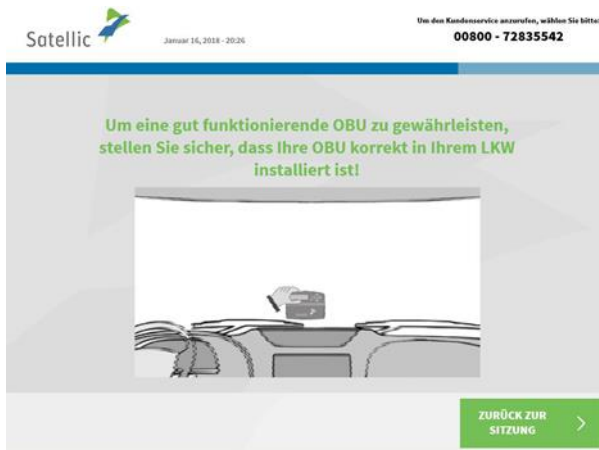 Satellic
Januar 16, 2018 - 20:26
Um den Kundenservice anzurufen, wählen Sie bitte:
00800 - 72835542
Um eine gut funktionierende OBU zu gewährleisten,
stellen Sie sicher, dass Ihre OBU korrekt in Ihrem LKW
installiert ist!
ZURÜCK ZUR
SITZUNG